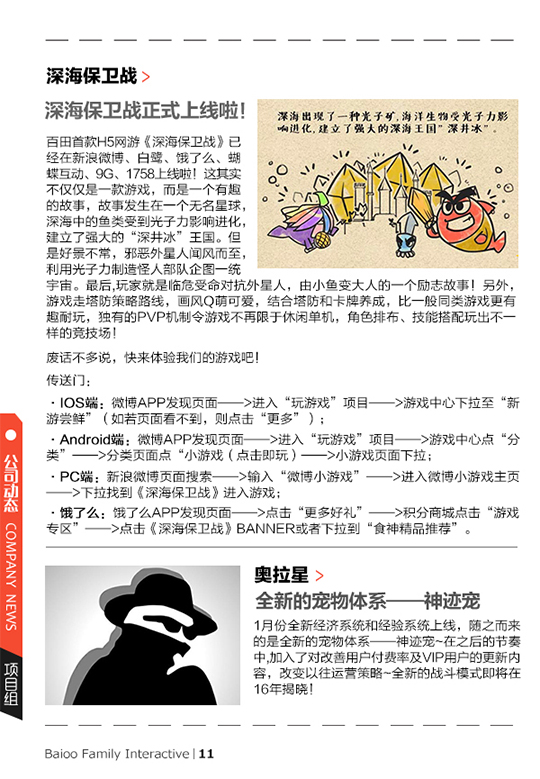 深海保卫战 >
深海保卫战正式上线啦！
深海出现了一种光子矿,海洋生物受光子力影
响进化,建立了强大的深海王国“深井冰”。
百田首款H5网游《深海保卫战》已
经在新浪微博、白鹭、饿了么、蝴
蝶互动、9G、1758上线啦！这其实
不仅仅是一款游戏，而是一个有趣
的故事，故事发生在一个无名星球，
深海中的鱼类受到光子力影响进化，
建立了强大的“深井冰”王国。但
是好景不常，邪恶外星人闻风而至，
利用光子力制造怪人部队企图一统
宇宙。最后,玩家就是临危受命对抗外星人，由小鱼变大人的一个励志故事！另外，
游戏走塔防策略路线，画风Q萌可爱，结合塔防和卡牌养成，比一般同类游戏更有
趣耐玩，独有的PVP机制令游戏不再限于休闲单机，角色排布、技能搭配玩出不一
样的竞技场！
废话不多说，快来体验我们的游戏吧！
传送门：
·IOS端：微博APP发现页面——>进入“玩游戏”项目——>游戏中心下拉至“新
游尝鲜”（如若页面看不到，则点击“更多”）；
·Android端：微博APP发现页面——>进入“玩游戏”项目——>游戏中心点“分
类”——>分类页面点“小游戏（点击即玩）——>小游戏页面下拉；
·PC端：新浪微博页面搜索——>输入“微博小游戏”——>进入微博小游戏主页
——>下拉找到《深海保卫战》进入游戏；
·饿了么：饿了么APP发现页面——>点击“更多好礼”——>积分商城点击“游戏
专区”——>点击《深海保卫战》BANNER或者下拉到“食神精品推荐”。
公司动态 COMPANY NEWS
项目组
奥拉星 >
全新的宠物体系——神迹宠
1月份全新经济系统和经验系统上线，随之而来
的是全新的宠物体系——神迹宠~在之后的节奏
中,加入了对改善用户付费率及VIP用户的更新内
容，改变以往运营策略~全新的战斗模式即将在
16年揭晓！
Baioo Family Interactive | 11